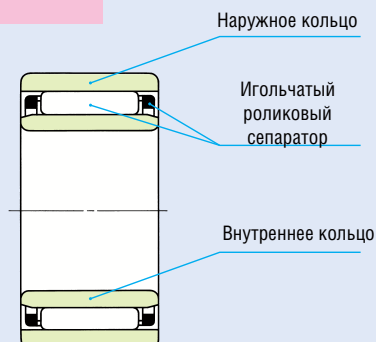 Наружное кольцо
Игольчатый
роликовый
сепаратор
Внутреннее кольцо